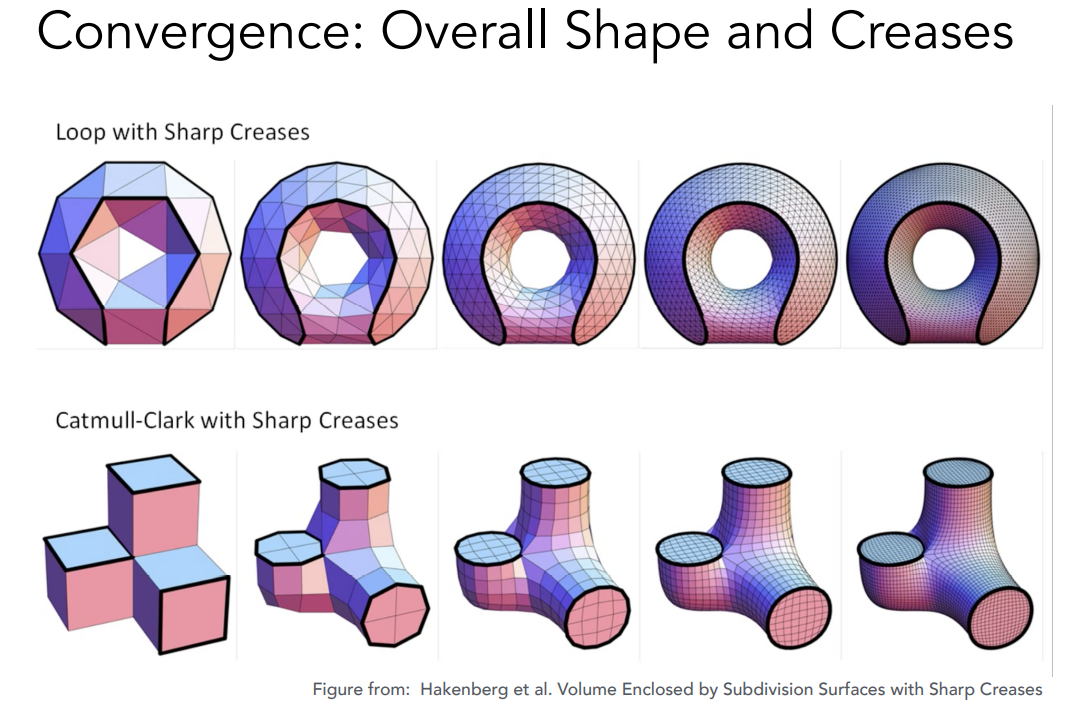 Convergence: Overall Shape and Creases
Loop with Sharp Creases
Catmull-Clark with Sharp Creases
Figure from: Hakenberg et al. Volume Enclosed by Subdivision Surfaces with Sharp Creases